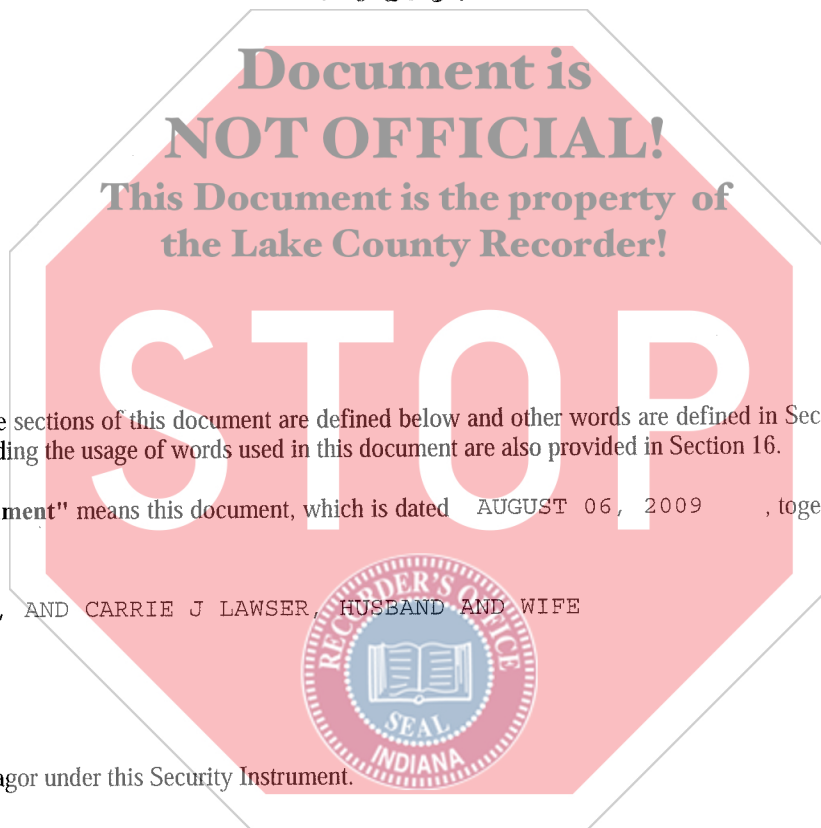 Document is
NOT OFFICIAL!
This Document is the property of
the Lake County Recorder!
STOP
sections of this document are defined below and other words are defined in Sec
the usage of words used in this document are also provided in Section 16.
means this document, which is dated AUGUST 06, 2009 , toge
, AND CARRIE J LAWSER, HUSBAND AND WIFE
RECORDER'S OFFICE
SEAL
INDIANA
under this Security Instrument.